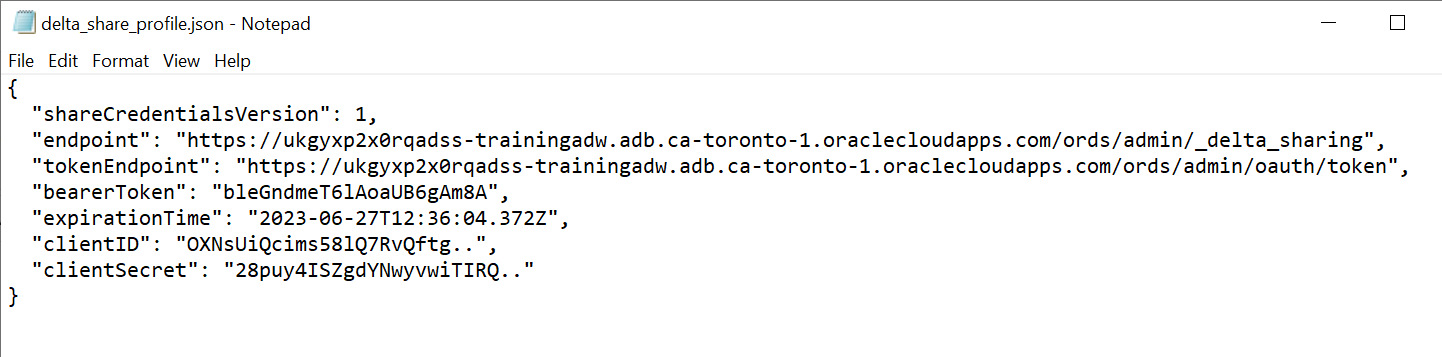 delta_share_profile.json - Notepad
File Edit Format View Help
{
"shareCredentialsVersion": 1,
"endpoint": "https://ukgyxp2x0rqadss-trainingadw.adb.ca-toronto-1.oraclecloudapps.com/ords/admin/_delta_sharing",
"tokenEndpoint": "https://ukgyxp2x0rqadss-trainingadw.adb.ca-toronto-1.oraclecloudapps.com/ords/admin/oauth/token",
"bearerToken": "bleGndmeT6lAoaUB6gAm8A",
"expirationTime": "2023-06-27T12:36:04.372Z",
"clientID": "OXNsUiQcims58lQ7RvQftg..",
"clientSecret": "28puy4ISZgdYNwyvwiTIRQ.."
}